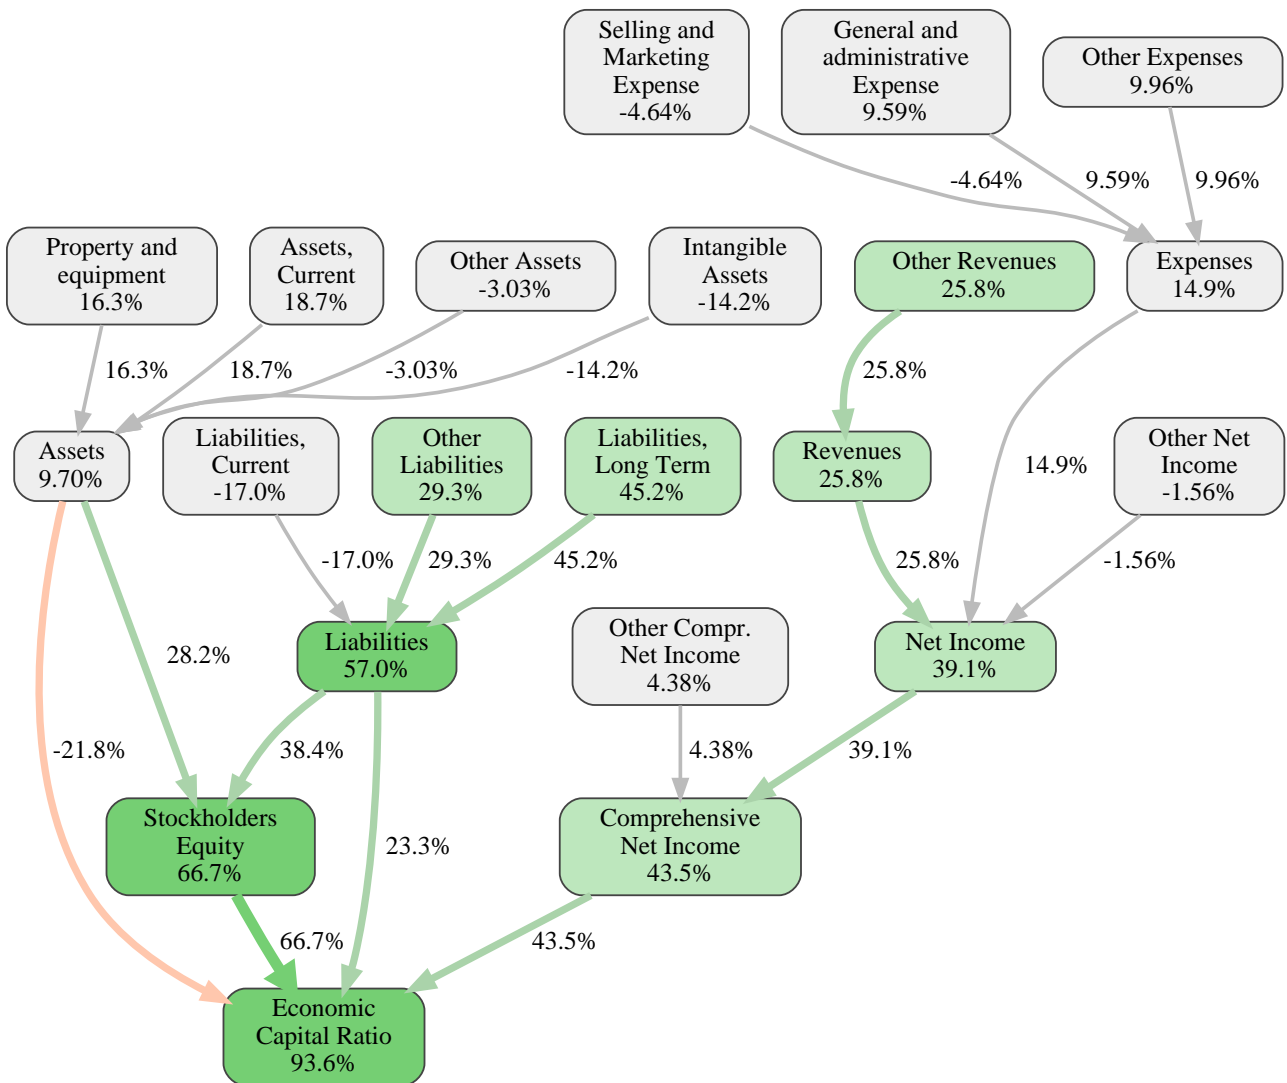 Selling and
Marketing
Expense
-4.64%
General and
administrative
Expense
9.59%
Other Expenses
9.96%
-4.64%
9.59%
9.96%
Property and
equipment
16.3%
Assets,
Current
18.7%
Other Assets
-3.03%
Intangible
Assets
-14.2%
Other Revenues
25.8%
Expenses
14.9%
16.3%
18.7%
-3.03%
-14.2%
25.8%
Assets
9.70%
Liabilities,
Current
-17.0%
Other
Liabilities
29.3%
Liabilities,
Long Term
45.2%
Revenues
25.8%
14.9%
Other Net
Income
-1.56%
-17.0%
29.3%
45.2%
25.8%
-1.56%
28.2%
Liabilities
57.0%
Other Compr.
Net Income
4.38%
Net Income
39.1%
-21.8%
38.4%
4.38%
39.1%
Stockholders
Equity
66.7%
23.3%
Comprehensive
Net Income
43.5%
66.7%
43.5%
Economic
Capital Ratio
93.6%